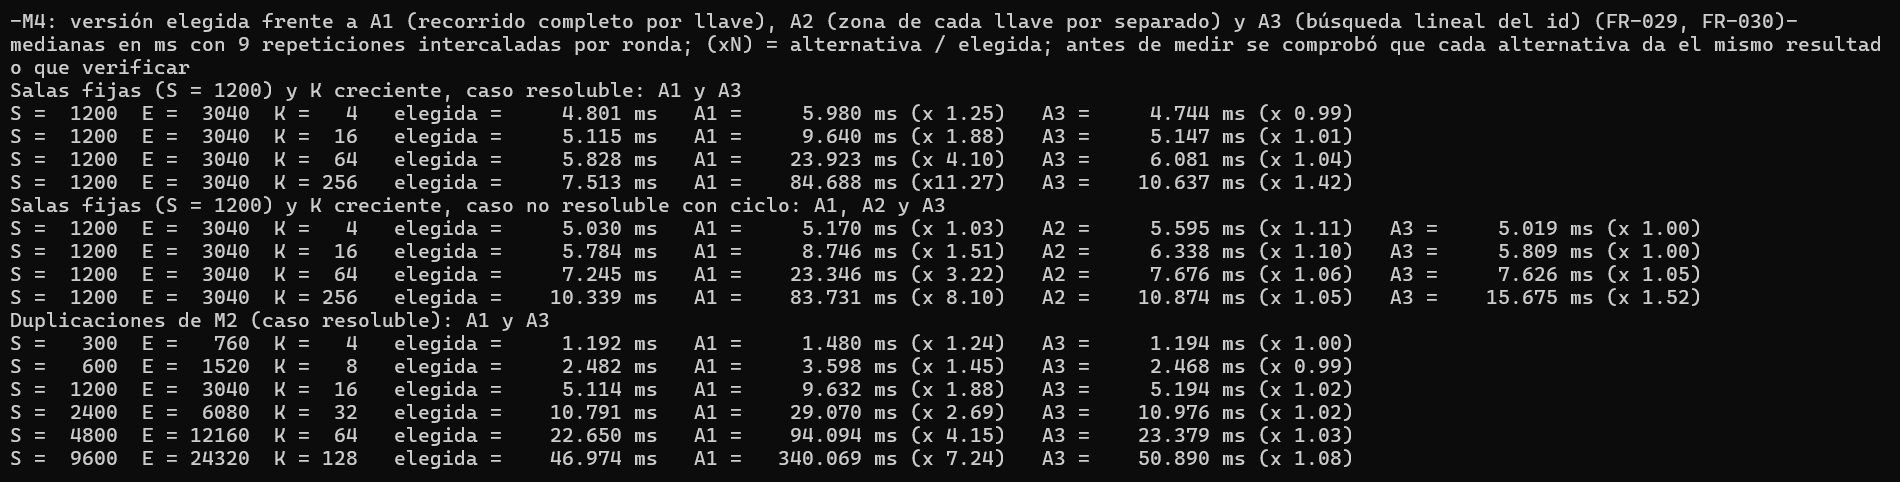 -M4: versión elegida frente a A1 (recorrido completo por llave), A2 (zona de cada llave por separado) y A3 (búsqueda lineal del id) (FR-029, FR-030)-
medianas en ms con 9 repeticiones intercaladas por ronda; (xN) = alternativa / elegida; antes de medir se comprobó que cada alternativa da el mismo resultad
o que verificar
Salas fijas (S = 1200) y K creciente, caso resoluble: A1 y A3
S =  1200  E =  3040  K =   4   elegida =     4.801 ms   A1 =     5.980 ms (x 1.25)   A3 =     4.744 ms (x 0.99)
S =  1200  E =  3040  K =  16   elegida =     5.115 ms   A1 =     9.640 ms (x 1.88)   A3 =     5.147 ms (x 1.01)
S =  1200  E =  3040  K =  64   elegida =     5.828 ms   A1 =    23.923 ms (x 4.10)   A3 =     6.081 ms (x 1.04)
S =  1200  E =  3040  K = 256   elegida =     7.513 ms   A1 =    84.688 ms (x11.27)   A3 =    10.637 ms (x 1.42)
Salas fijas (S = 1200) y K creciente, caso no resoluble con ciclo: A1, A2 y A3
S =  1200  E =  3040  K =   4   elegida =     5.030 ms   A1 =     5.170 ms (x 1.03)   A2 =     5.595 ms (x 1.11)   A3 =     5.019 ms (x 1.00)
S =  1200  E =  3040  K =  16   elegida =     5.784 ms   A1 =     8.746 ms (x 1.51)   A2 =     6.338 ms (x 1.10)   A3 =     5.809 ms (x 1.00)
S =  1200  E =  3040  K =  64   elegida =     7.245 ms   A1 =    23.346 ms (x 3.22)   A2 =     7.676 ms (x 1.06)   A3 =     7.626 ms (x 1.05)
S =  1200  E =  3040  K = 256   elegida =    10.339 ms   A1 =    83.731 ms (x 8.10)   A2 =    10.874 ms (x 1.05)   A3 =    15.675 ms (x 1.52)
Duplicaciones de M2 (caso resoluble): A1 y A3
S =   300  E =   760  K =   4   elegida =     1.192 ms   A1 =     1.480 ms (x 1.24)   A3 =     1.194 ms (x 1.00)
S =   600  E =  1520  K =   8   elegida =     2.482 ms   A1 =     3.598 ms (x 1.45)   A3 =     2.468 ms (x 0.99)
S =  1200  E =  3040  K =  16   elegida =     5.114 ms   A1 =     9.632 ms (x 1.88)   A3 =     5.194 ms (x 1.02)
S =  2400  E =  6080  K =  32   elegida =    10.791 ms   A1 =    29.070 ms (x 2.69)   A3 =    10.976 ms (x 1.02)
S =  4800  E = 12160  K =  64   elegida =    22.650 ms   A1 =    94.094 ms (x 4.15)   A3 =    23.379 ms (x 1.03)
S =  9600  E = 24320  K = 128   elegida =    46.974 ms   A1 =   340.069 ms (x 7.24)   A3 =    50.890 ms (x 1.08)